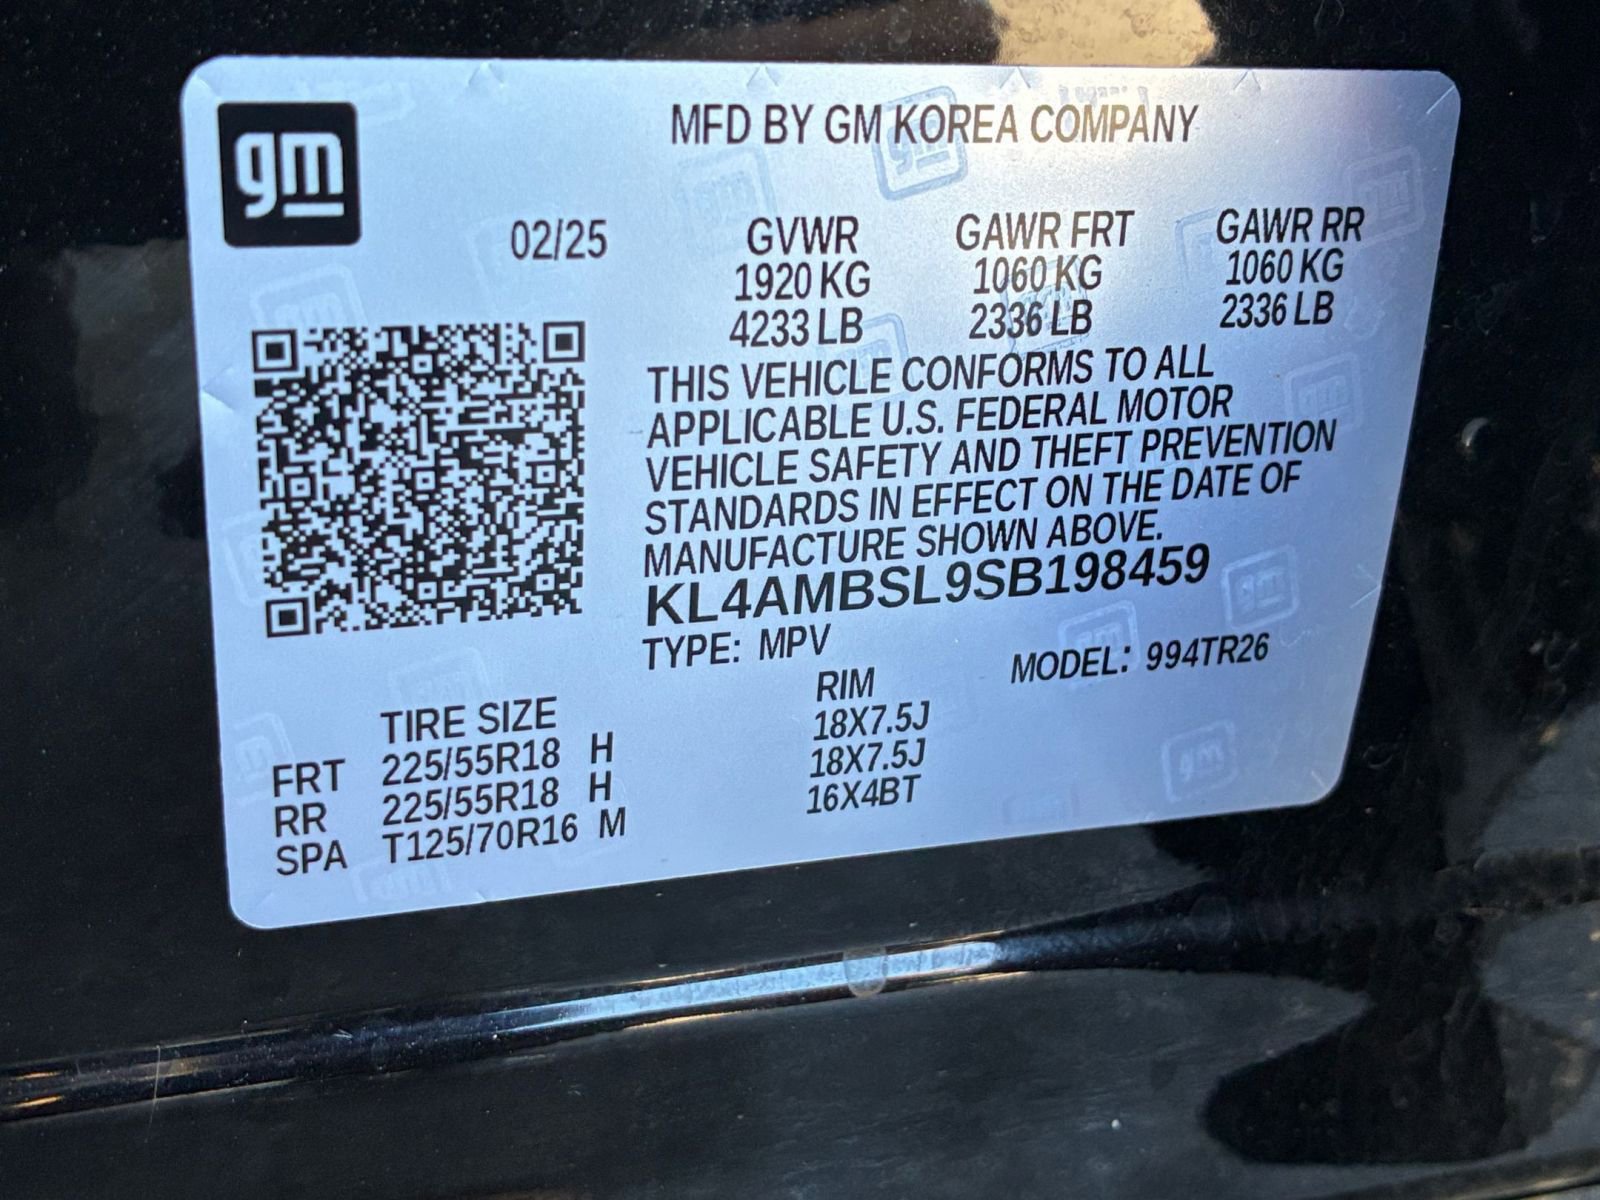 gm
MFD BY GM KOREA COMPANY
02/25 GVWR GAWR FRT GAWR RR
1920 KG 1060 KG 1060 KG
4233 LB 2336 LB 2336 LB
THIS VEHICLE CONFORMS TO ALL
APPLICABLE U.S. FEDERAL MOTOR
VEHICLE SAFETY AND THEFT PREVENTION
STANDARDS IN EFFECT ON THE DATE OF
MANUFACTURE SHOWN ABOVE.
KL4AMBSL9SB198459
TYPE: MPV MODEL: 994TR26
TIRE SIZE RIM
FRT 225/55R18 H 18X7.5J
RR 225/55R18 H 18X7.5J
SPA T125/70R16 M 16X4BT